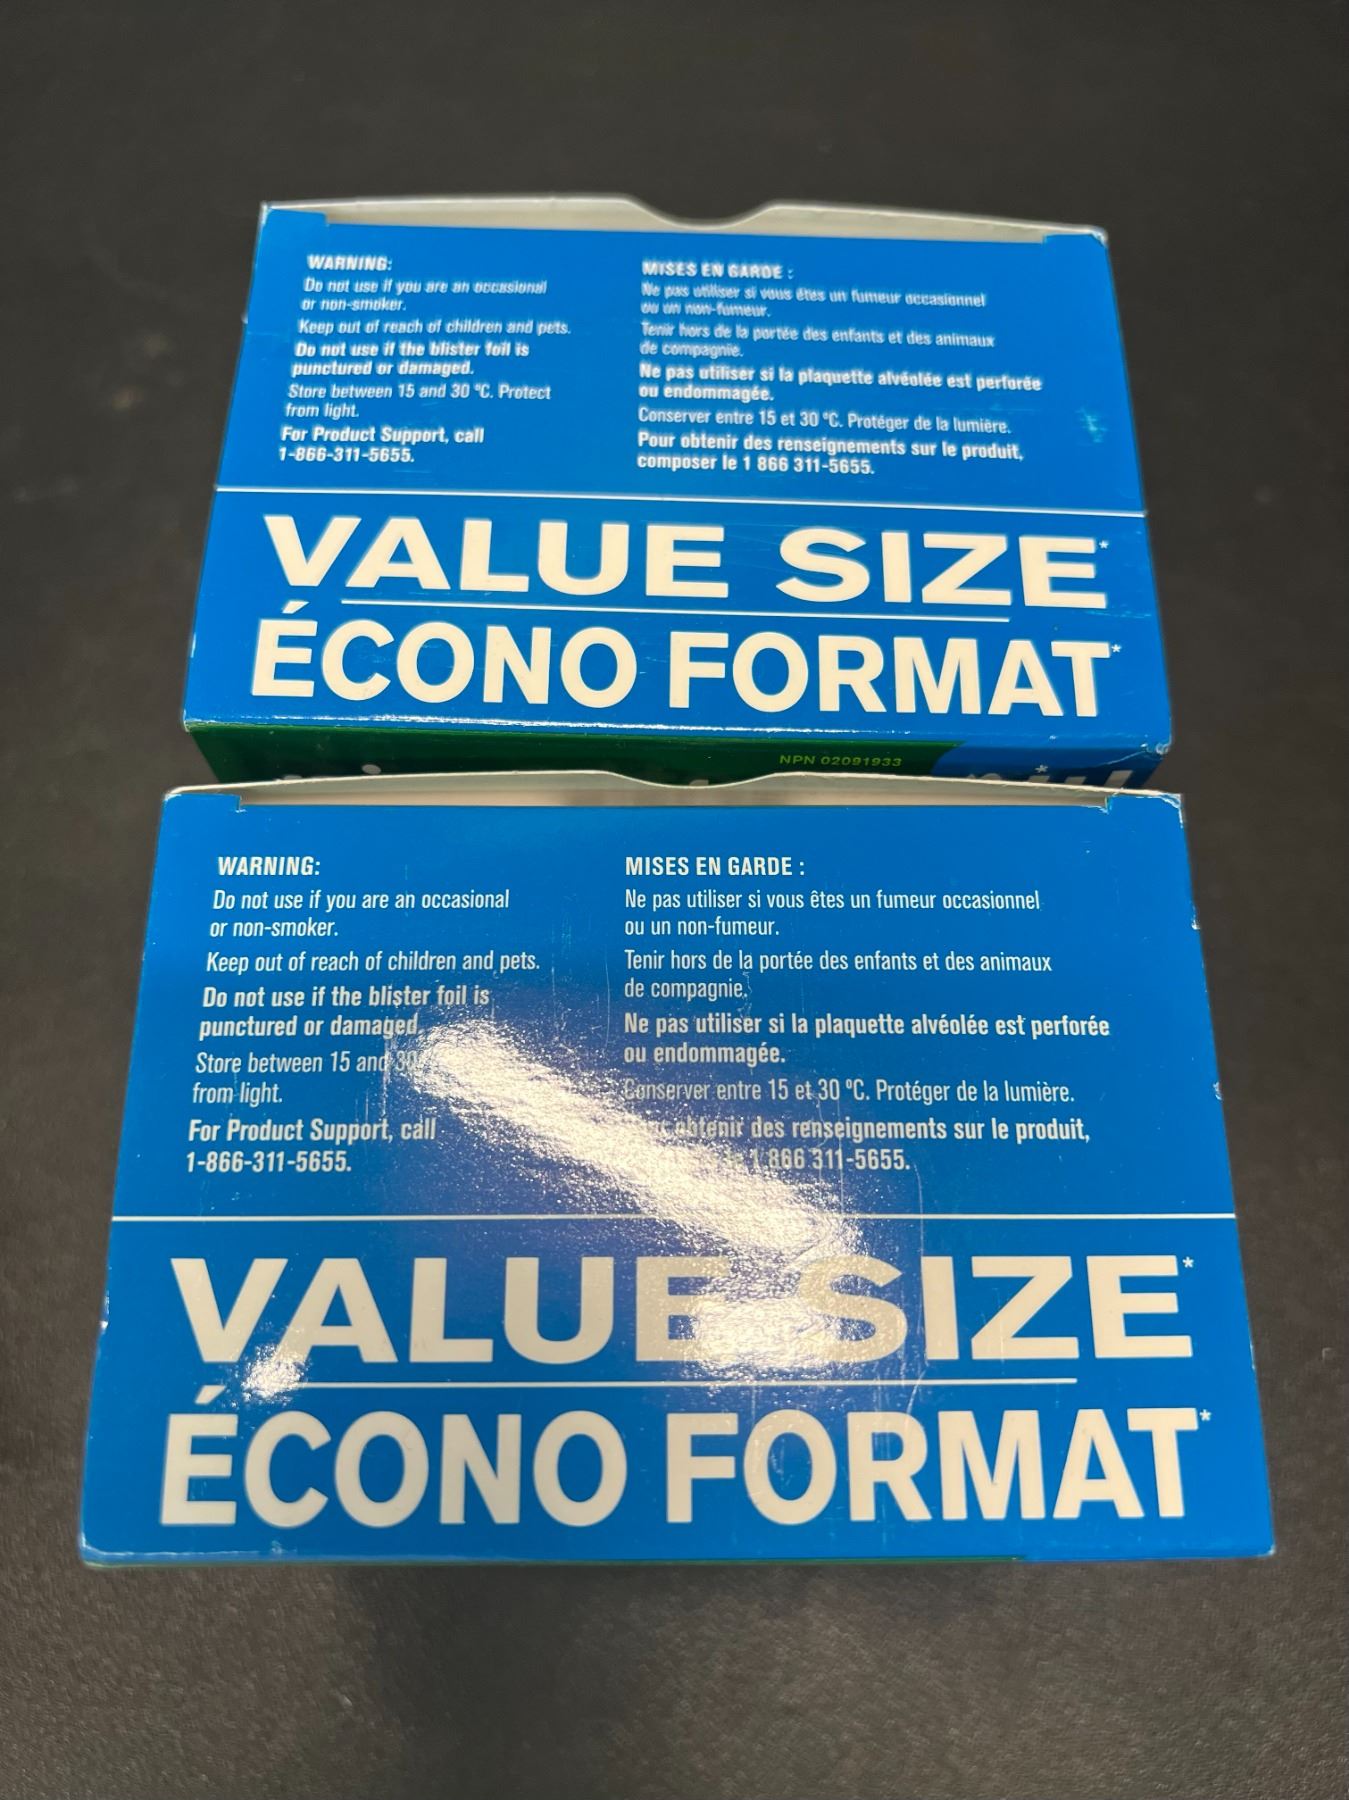 WARNING:
Do not use if you are an occasional
or non-smoker.
Keep out of reach of children and pets.
Do not use if the blister foil is
punctured or damaged.
Store between 15 and 30 °C. Protect
from light.
For Product Support, call
1-866-311-5655.
MISES EN GARDE :
Ne pas utiliser si vous êtes un fumeur occasionnel
ou un non-fumeur.
Tenir hors de la portée des enfants et des animaux
de compagnie.
Ne pas utiliser si la plaquette alvéolée est perforée
ou endommagée.
Conserver entre 15 et 30 °C. Protéger de la lumière.
Pour obtenir des renseignements sur le produit,
composer le 1 866 311-5655.
VALUE SIZE*
ÉCONO FORMAT*
NPN 02091933
WARNING:
Do not use if you are an occasional
or non-smoker.
Keep out of reach of children and pets.
Do not use if the blister foil is
punctured or damaged
Store between 15 and 30
from light.
For Product Support, call
1-866-311-5655.
MISES EN GARDE :
Ne pas utiliser si vous êtes un fumeur occasionnel
ou un non-fumeur.
Tenir hors de la portée des enfants et des animaux
de compagnie.
Ne pas utiliser si la plaquette alvéolée est perforée
ou endommagée.
Conserver entre 15 et 30 °C. Protéger de la lumière.
obtenir des renseignements sur le produit,
1 866 311-5655.
VALUE SIZE*
ÉCONO FORMAT*